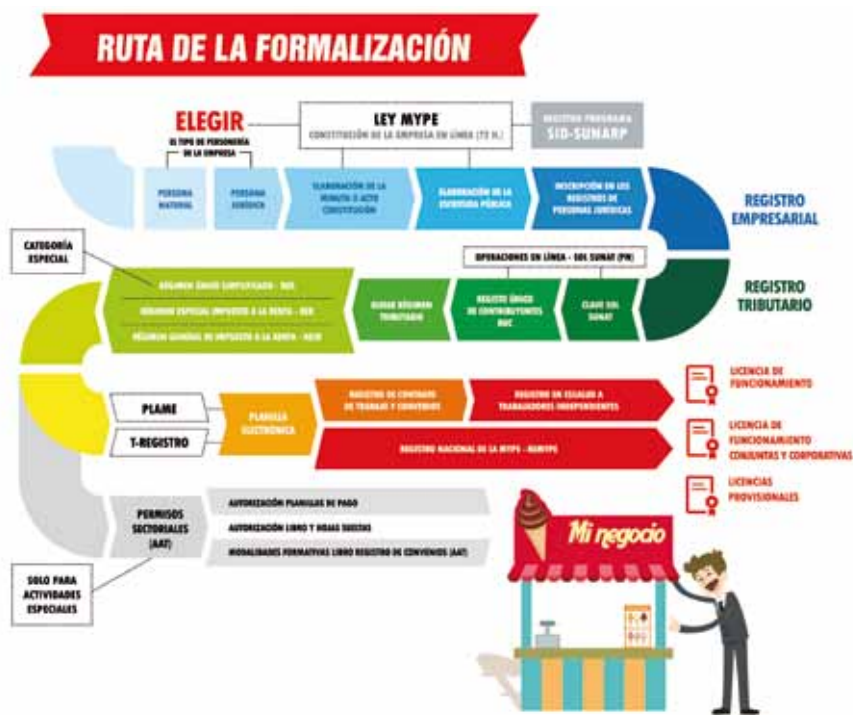 RUTA DE LA FORMALIZACIÓN
ELEGIR
EL TIPO DE PERSONERÍA
DE LA EMPRESA
LEY MYPE
CONSTITUCIÓN DE LA EMPRESA EN LÍNEA (72 H.)
PROGRAMA
SID-SUNARP
PERSONA
NATURAL
PERSONA
JURÍDICA
ELABORACIÓN DE LA
MINUTA O ACTO
CONSTITUCIÓN
ELABORACIÓN DE LA
ESCRITURA PÚBLICA
INSCRIPCIÓN EN LOS
REGISTROS DE
PERSONAS JURÍDICAS
REGISTRO
EMPRESARIAL
CATEGORÍA
ESPECIAL
OPERACIONES EN LÍNEA - SOL SUNAT (PN)
RÉGIMEN ÚNICO SIMPLIFICADO - RUS
RÉGIMEN ESPECIAL IMPUESTO A LA RENTA - RER
RÉGIMEN GENERAL DE IMPUESTO A LA RENTA
RÉGIMEN
TRIBUTARIO
REGISTRO ÚNICO
DE CONTRIBUYENTES
RUC
CLAVE SOL
SUNAT
REGISTRO
TRIBUTARIO
PLAME
T-REGISTRO
PLANILLA
ELECTRÓNICA
REGISTRO DE CONTRATO
DE TRABAJO Y CONVENIOS
REGISTRO EN ESSALUD A
TRABAJADORES INDEPENDIENTES
REGISTRO NACIONAL DE LA MYPE - REMYPE
LICENCIA DE
FUNCIONAMIENTO
LICENCIA DE
FUNCIONAMIENTO
CONJUNTAS Y CORPORATIVAS
LICENCIAS
PROVISIONALES
PERMISOS
SECTORIALES
(AAT)
AUTORIZACIÓN PLANILLAS DE PAGO
AUTORIZACIÓN LIBRO Y HOJAS SUELTAS
MODALIDADES FORMATIVAS LIBRO REGISTRO DE CONVENIOS (AAT)
SOLO PARA
ACTIVIDADES
ESPECIALES
Mi negocio